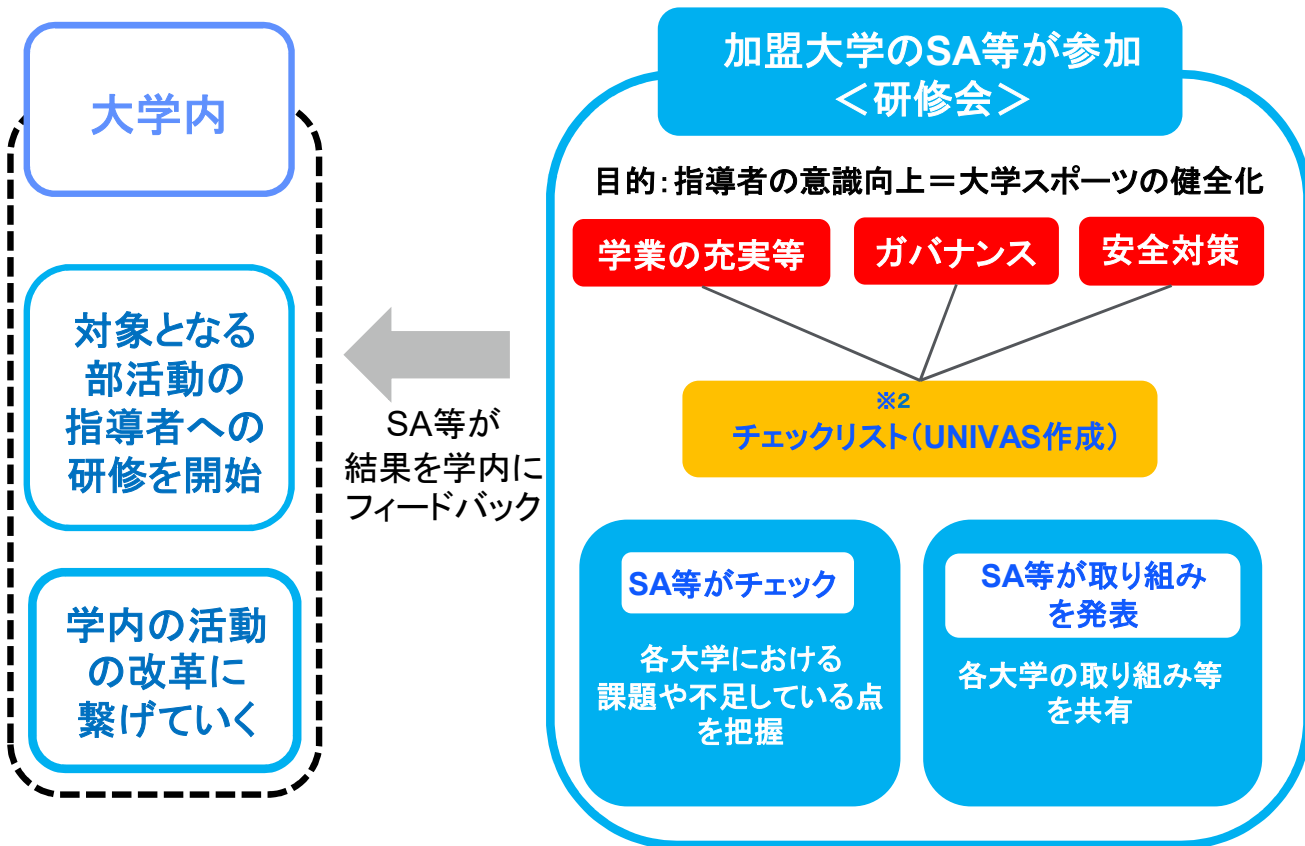 大学内
対象となる
部活動の
指導者への
研修を開始
学内の活動
の改革に
繋げていく
SA等が
結果を学内に
フィードバック
加盟大学のSA等が参加
＜研修会＞
目的：指導者の意識向上＝大学スポーツの健全化
学業の充実等
ガバナンス
安全対策
※2
チェックリスト（UNIVAS作成）
SA等がチェック
各大学における
課題や不足している点
を把握
SA等が取り組み
を発表
各大学の取り組み等
を共有